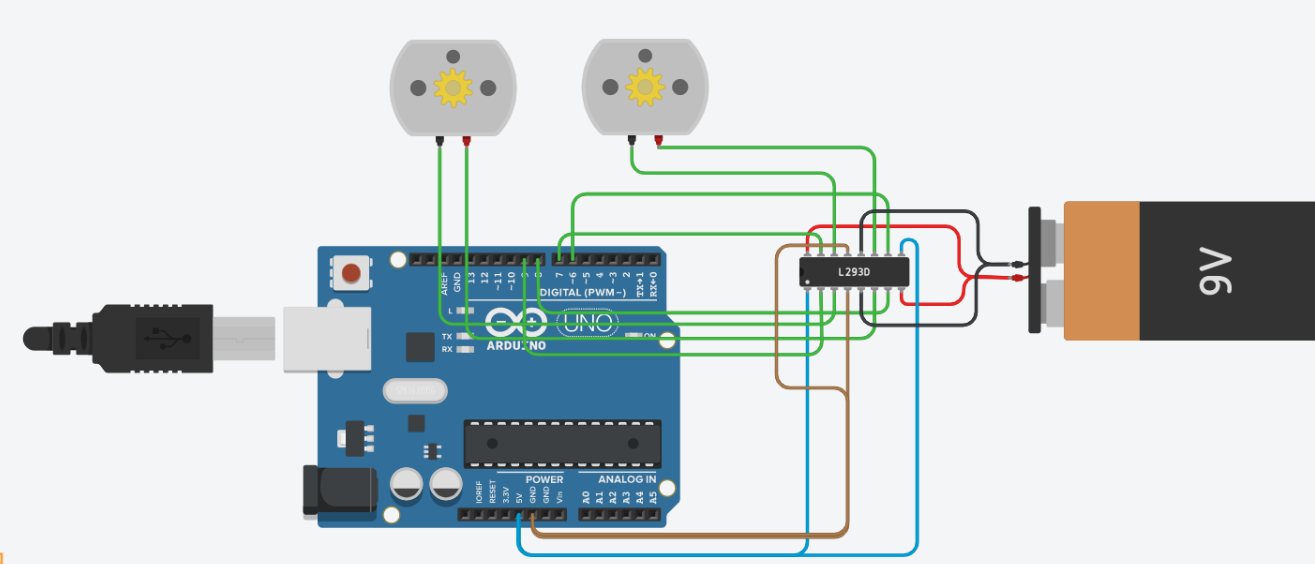 AREF
GND
13
12
~11
~10
~9
8
7
~6
~5
4
~3
2
TX→1
RX←0
DIGITAL (PWM~)
L
TX
RX
UNO
ARDUINO
ON
L293D
9V
POWER
ANALOG IN
IOREF
RESET
3.3V
5V
GND
GND
Vin
A0
A1
A2
A3
A4
A5